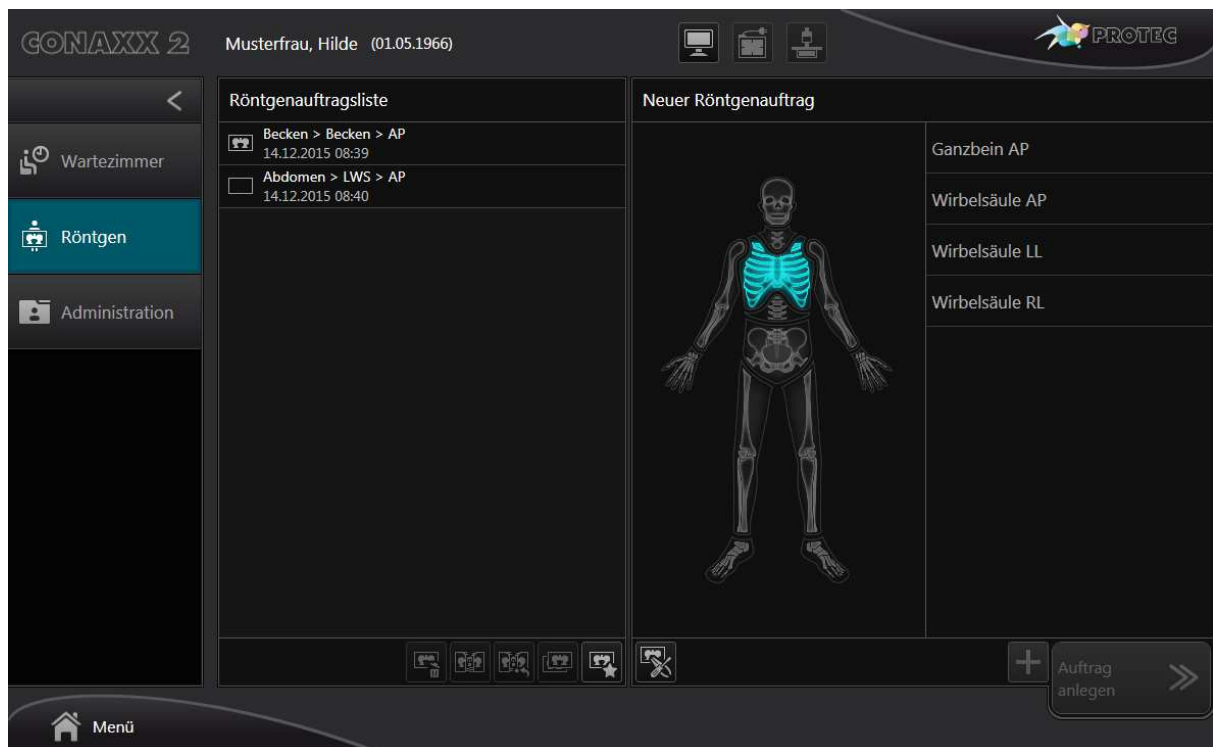 CONAXX 2
Musterfrau, Hilde (01.05.1966)
PROTEC
Wartezimmer
Röntgen
Administration
Röntgenauftragsliste
Becken > Becken > AP
14.12.2015 08:39
Abdomen > LWS > AP
14.12.2015 08:40
Neuer Röntgenauftrag
Ganzbein AP
Wirbelsäule AP
Wirbelsäule LL
Wirbelsäule RL
Auftrag
anlegen
Menü